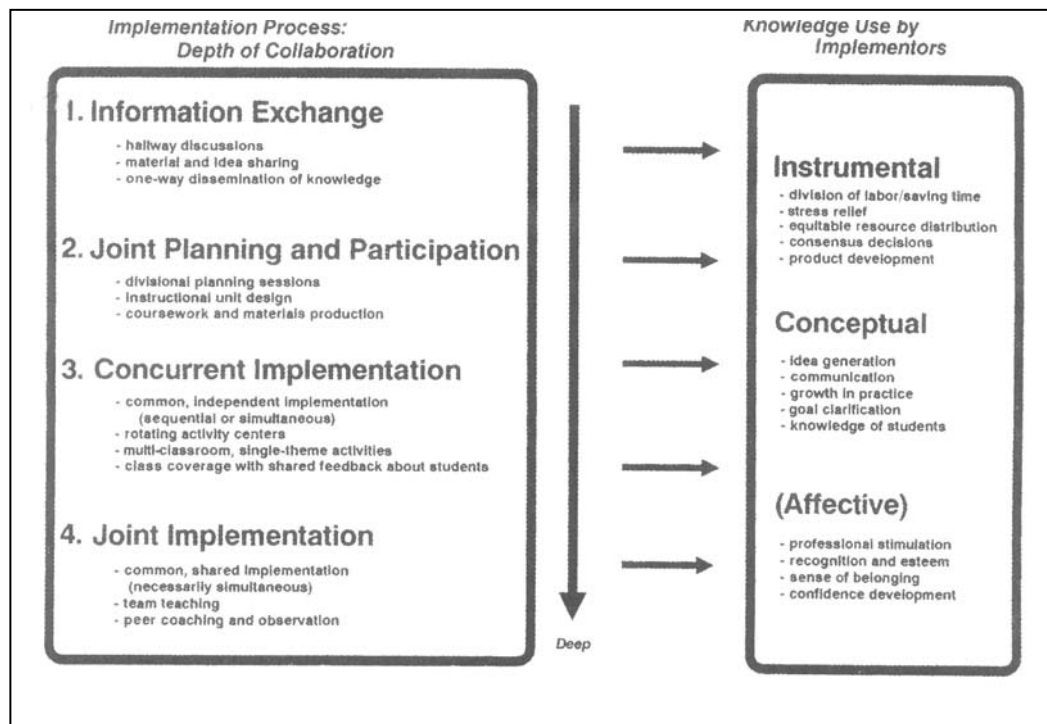 Implementation Process:
Depth of Collaboration
1. Information Exchange
- hallway discussions
- material and idea sharing
- one-way dissemination of knowledge
2. Joint Planning and Participation
- divisional planning sessions
- instructional unit design
- coursework and materials production
3. Concurrent Implementation
- common, independent implementation
(sequential or simultaneous)
- rotating activity centers
- multi-classroom, single-theme activities
- class coverage with shared feedback about students
4. Joint Implementation
- common, shared implementation
(necessarily simultaneous)
- team teaching
- peer coaching and observation
Deep
Knowledge Use by
Implementors
Instrumental
- division of labor/saving time
- stress relief
- equitable resource distribution
- consensus decisions
- product development
Conceptual
- idea generation
- communication
- growth in practice
- goal clarification
- knowledge of students
(Affective)
- professional stimulation
- recognition and esteem
- sense of belonging
- confidence development